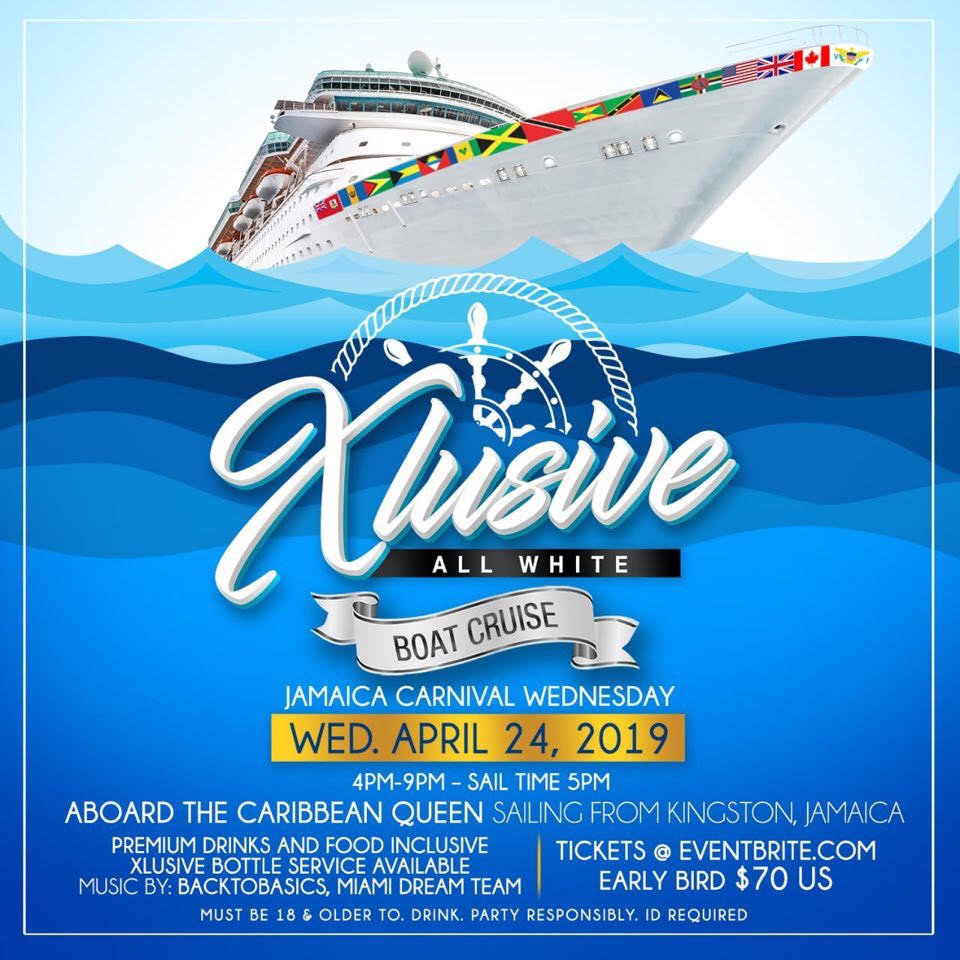 Xlusive
ALL WHITE
BOAT CRUISE
JAMAICA CARNIVAL WEDNESDAY
WED. APRIL 24, 2019
4PM-9PM – SAIL TIME 5PM
ABOARD THE CARIBBEAN QUEEN SAILING FROM KINGSTON, JAMAICA
PREMIUM DRINKS AND FOOD INCLUSIVE
XLUSIVE BOTTLE SERVICE AVAILABLE
MUSIC BY: BACKTOBASICS, MIAMI DREAM TEAM
TICKETS @ EVENTBRITE.COM
EARLY BIRD $70 US
MUST BE 18 & OLDER TO. DRINK. PARTY RESPONSIBLY. ID REQUIRED